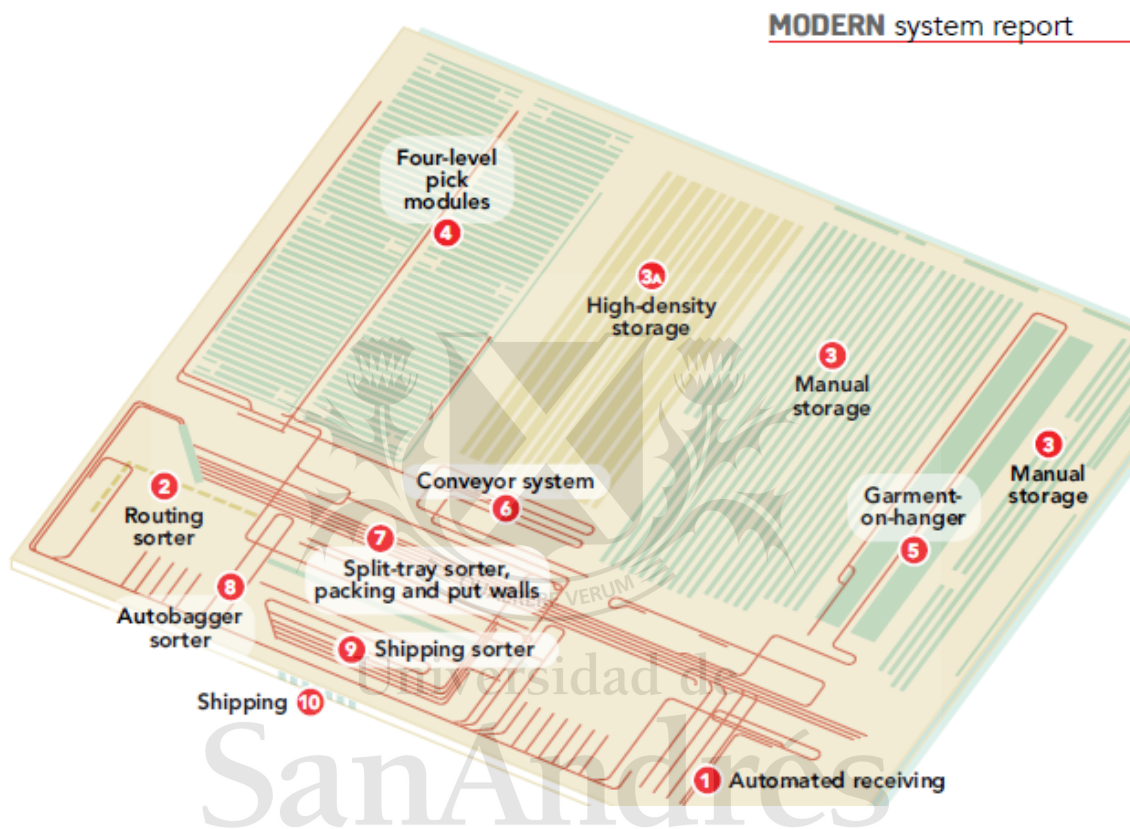 MODERN system report
Four-level
pick
modules
4
3A
High-density
storage
3
Manual
storage
3
Manual
storage
Garment-
on-hanger
5
Conveyor system
6
2
Routing
sorter
7
Split-tray sorter,
packing and put walls
8
Autobagger
sorter
9 Shipping sorter
Shipping 10
1 Automated receiving
VERUM
Universidad de
SanAndrés